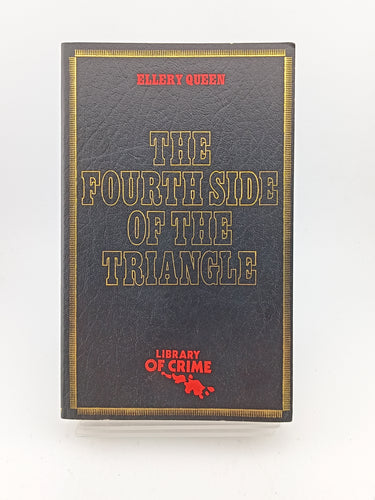 ELLERY QUEEN
THE
FOURTH SIDE
OF THE
TRIANGLE
LIBRARY
OF CRIME